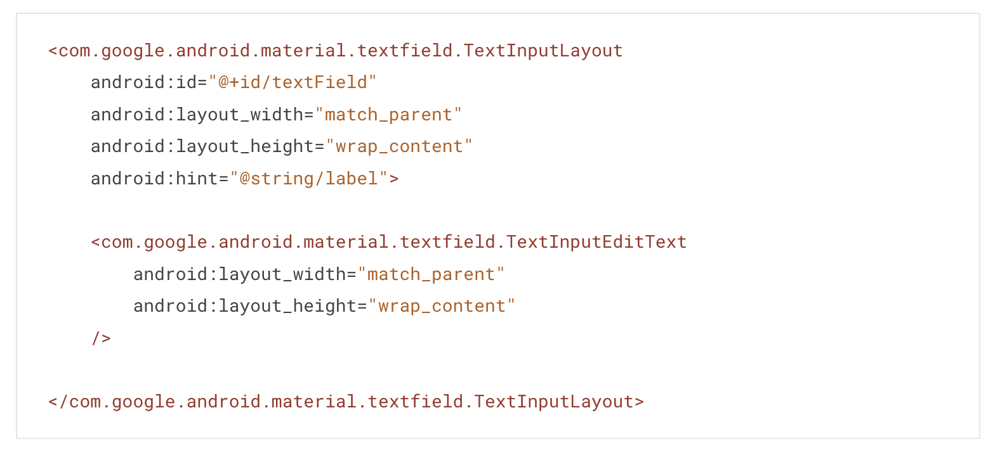 <com.google.android.material.textfield.TextInputLayout
    android:id="@+id/textField"
    android:layout_width="match_parent"
    android:layout_height="wrap_content"
    android:hint="@string/label">

    <com.google.android.material.textfield.TextInputEditText
        android:layout_width="match_parent"
        android:layout_height="wrap_content"
    />

</com.google.android.material.textfield.TextInputLayout>